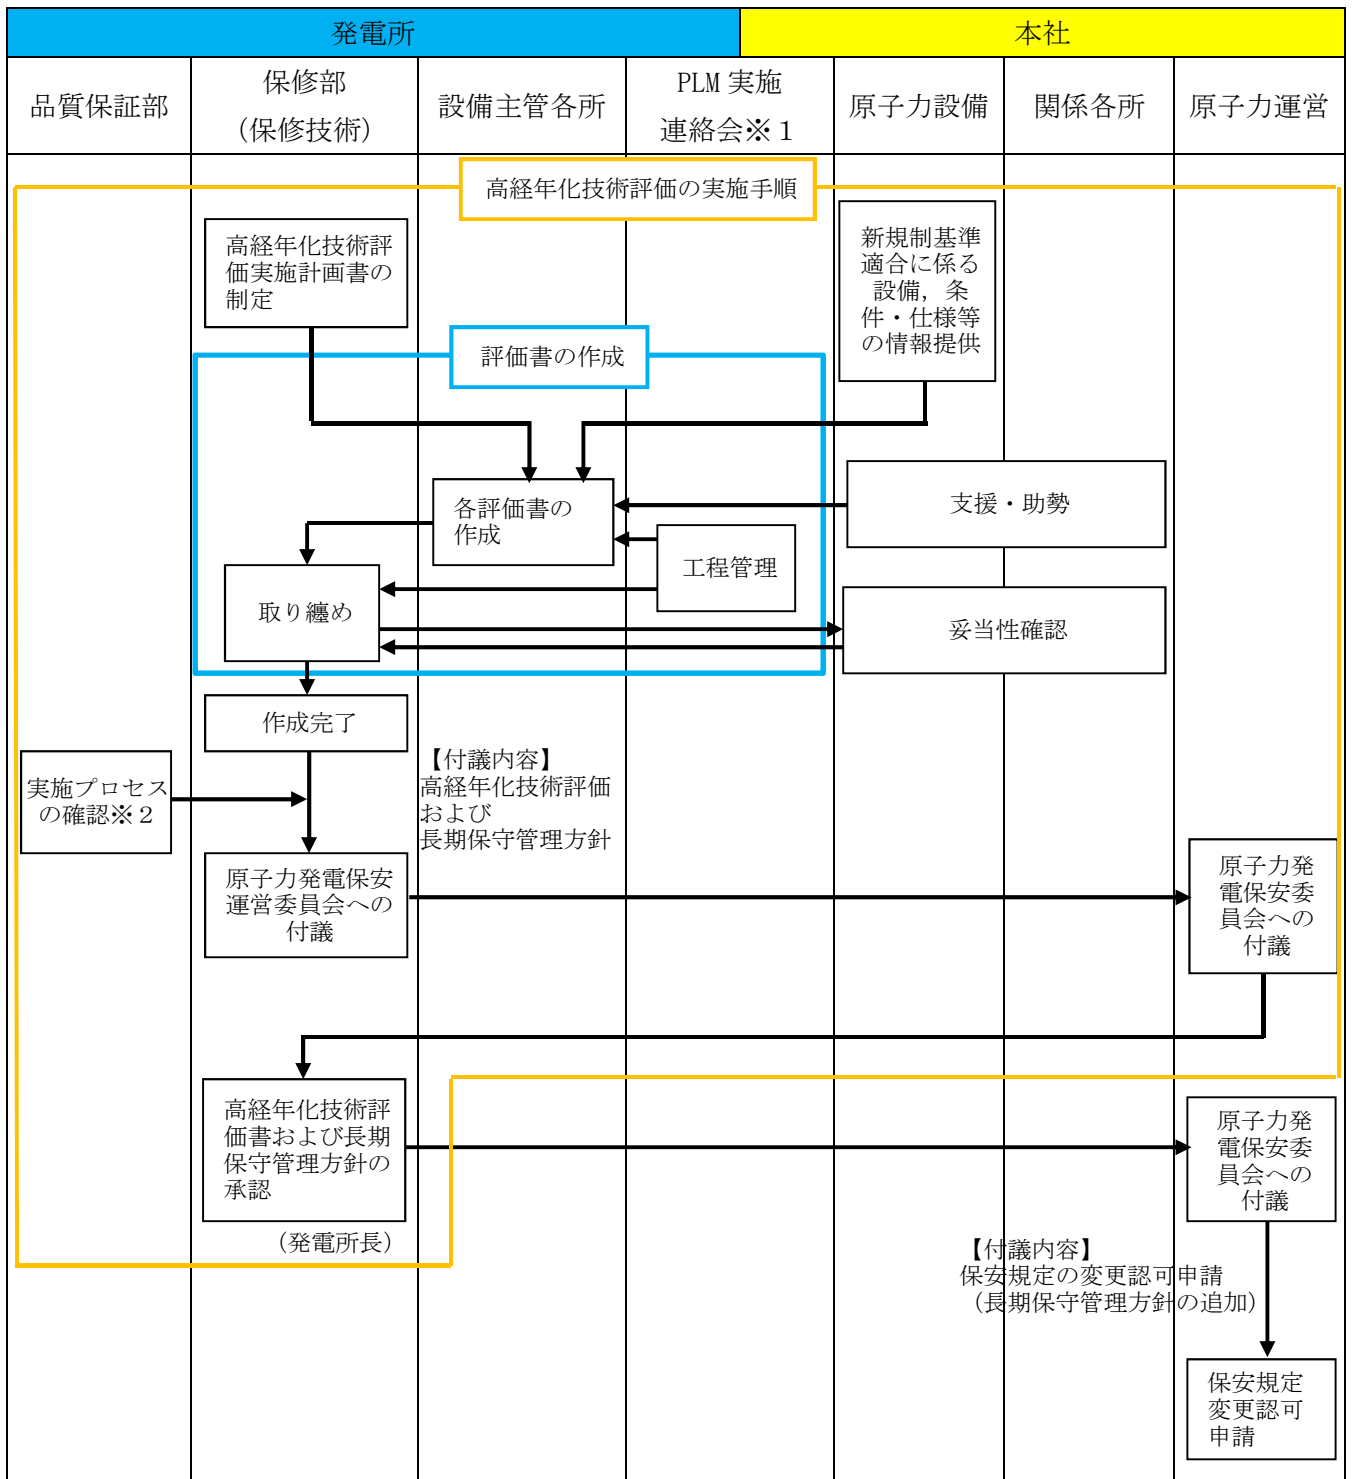 発電所
本社
品質保証部
保修部
（保修技術）
設備主管各所
PLM 実施
連絡会※１
原子力設備
関係各所
原子力運営
高経年化技術評価の実施手順
高経年化技術評
価実施計画書の
制定
新規制基準
適合に係る
設備，条
件・仕様等
の情報提供
評価書の作成
各評価書の
作成
支援・助勢
工程管理
取り纏め
妥当性確認
作成完了
実施プロセス
の確認※２
【付議内容】
高経年化技術評価
および
長期保守管理方針
原子力発電保安
運営委員会への
付議
原子力発
電保安委
員会への
付議
高経年化技術評
価書および長期
保守管理方針の
承認
（発電所長）
原子力発
電保安委
員会への
付議
【付議内容】
保安規定の変更認可申請
（長期保守管理方針の追加）
保安規定
変更認可
申請